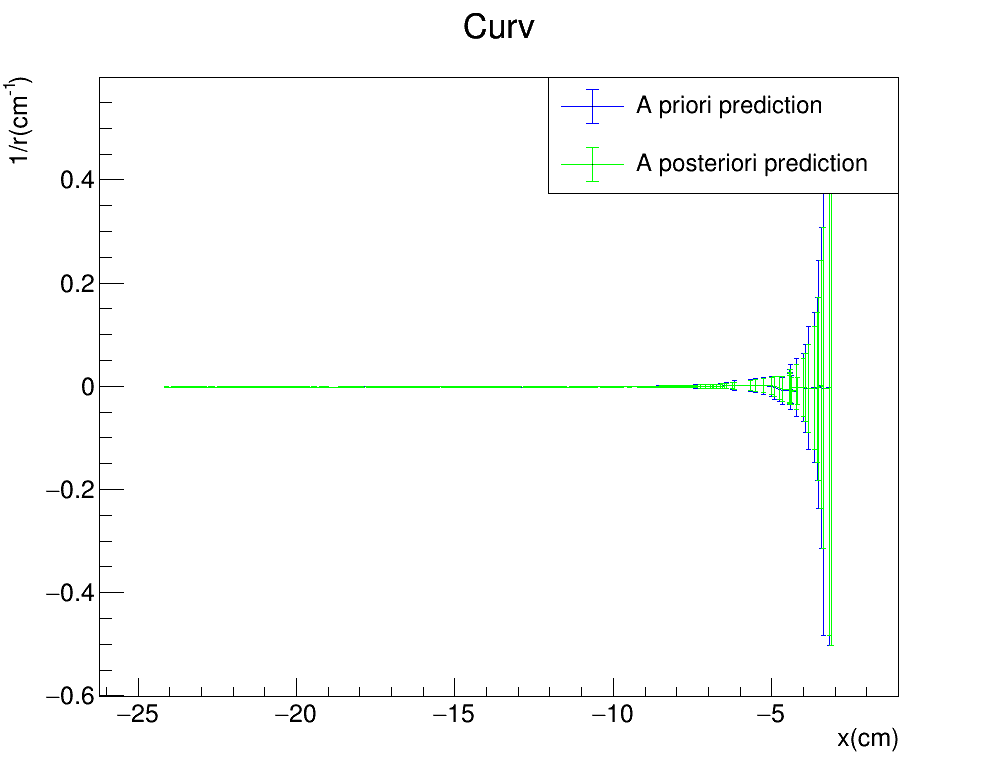 Curv
1/r(cm-1)
A priori prediction
A posteriori prediction
0.4
0.2
0
−0.2
−0.4
−0.6
−25 −20 −15 −10 −5
x(cm)